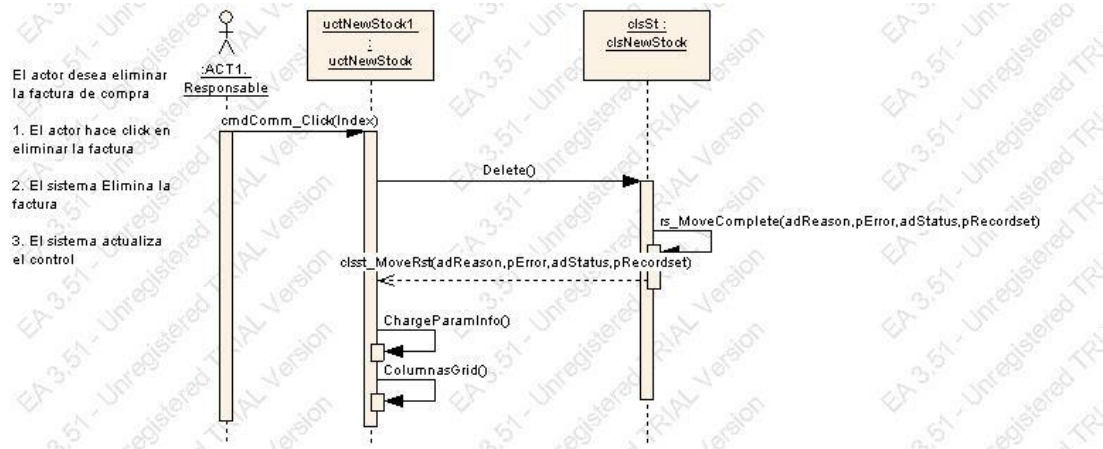 El actor desea eliminar
la factura de compra
1. El actor hace click en
eliminar la factura
2. El sistema Elimina la
factura
3. El sistema actualiza
el control
:ACT1.
Responsable
uctNewStock1
:
uctNewStock
clsSt :
clsNewStock
cmdComm_Click(Index)
Delete()
rs_MoveComplete(adReason,pError,adStatus,pRecordset)
clsst_MoveRst(adReason,pError,adStatus,pRecordset)
ChargeParamInfo()
ColumnasGrid()
EA 3.51 - Unregistered TRIAL Version